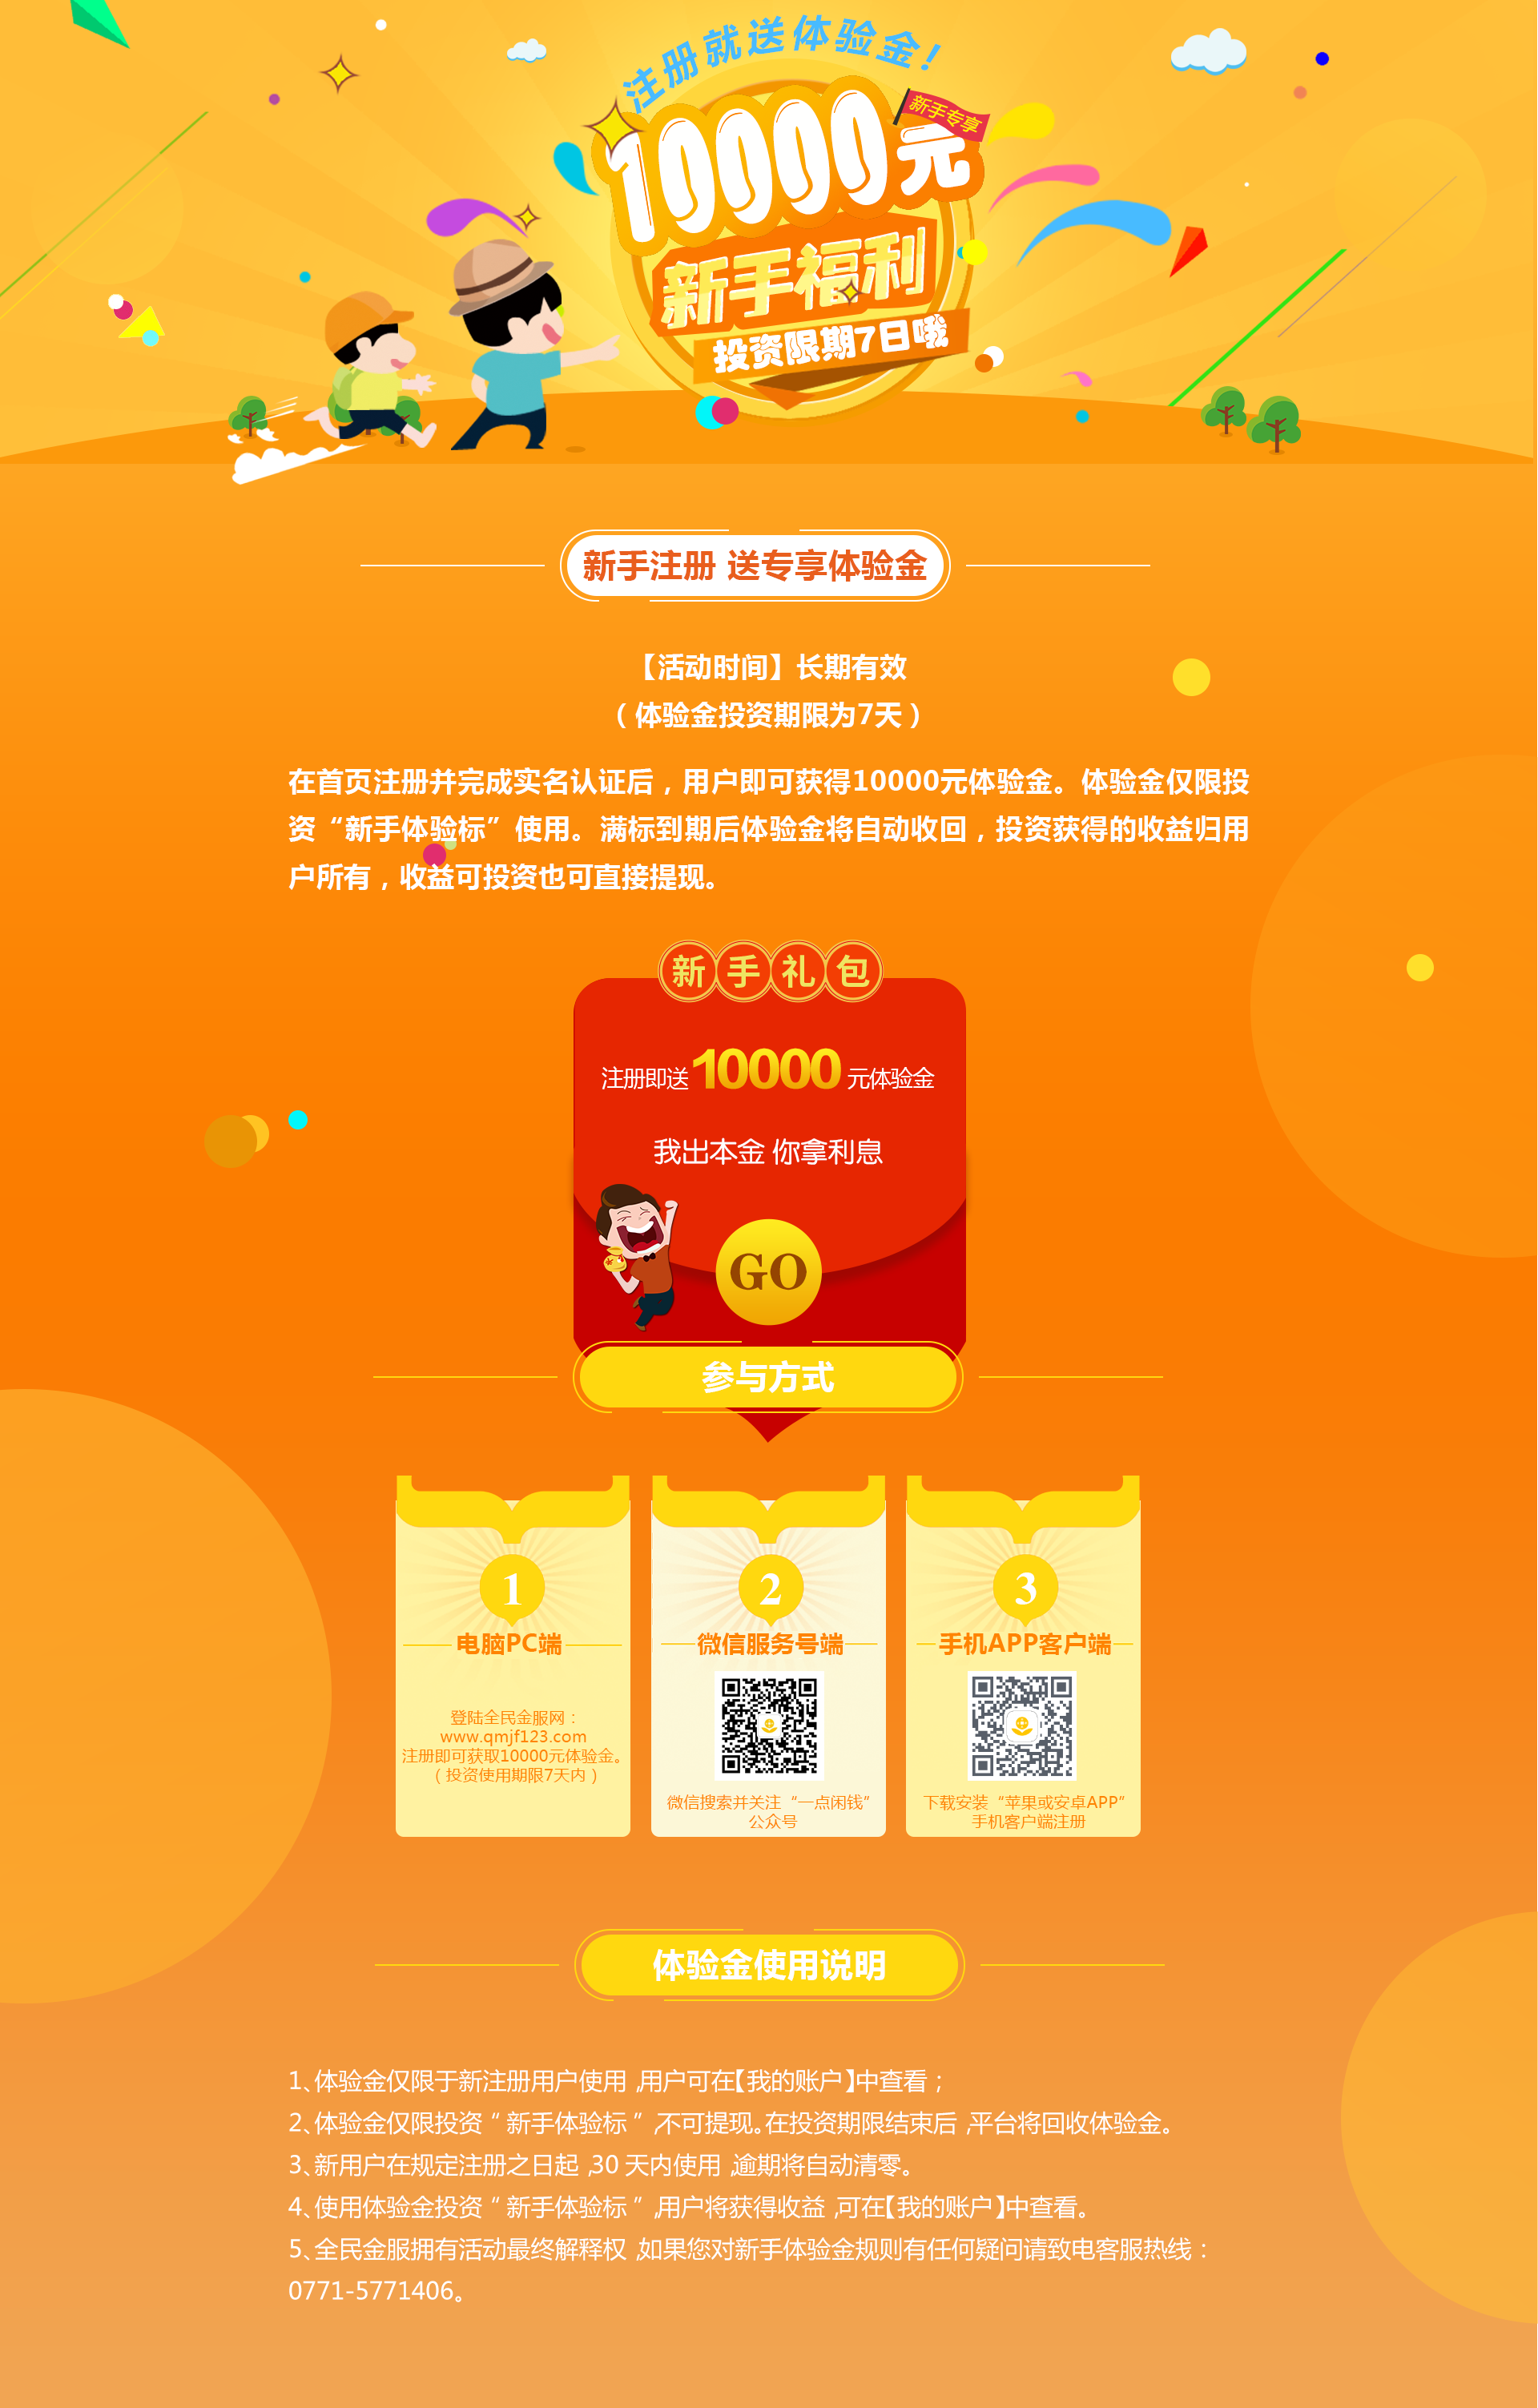 注册就送体验金!
新手专享
10000元
新手福利
投资限期7日哦
新手注册 送专享体验金
【活动时间】长期有效
（体验金投资期限为7天）
在首页注册并完成实名认证后，用户即可获得10000元体验金。体验金仅限投
资“新手体验标”使用。满标到期后体验金将自动收回，投资获得的收益归用
户所有，收益可投资也可直接提现。
新手礼包
注册即送10000元体验金
我出本金 你拿利息
GO
参与方式
1
电脑PC端
登陆全民金服网：
www.qmjf123.com
注册即可获取10000元体验金。
（投资使用期限7天内）
2
微信服务号端
微信搜索并关注“一点闲钱”
公众号
3
手机APP客户端
下载安装“苹果或安卓APP”
手机客户端注册
体验金使用说明
1、体验金仅限于新注册用户使用，用户可在【我的账户】中查看；
2、体验金仅限投资“新手体验标”，不可提现。在投资期限结束后，平台将回收体验金。
3、新用户在规定注册之日起，30 天内使用，逾期将自动清零。
4、使用体验金投资“新手体验标”，用户将获得收益，可在【我的账户】中查看。
5、全民金服拥有活动最终解释权，如果您对新手体验金规则有任何疑问请致电客服热线：
0771-5771406。